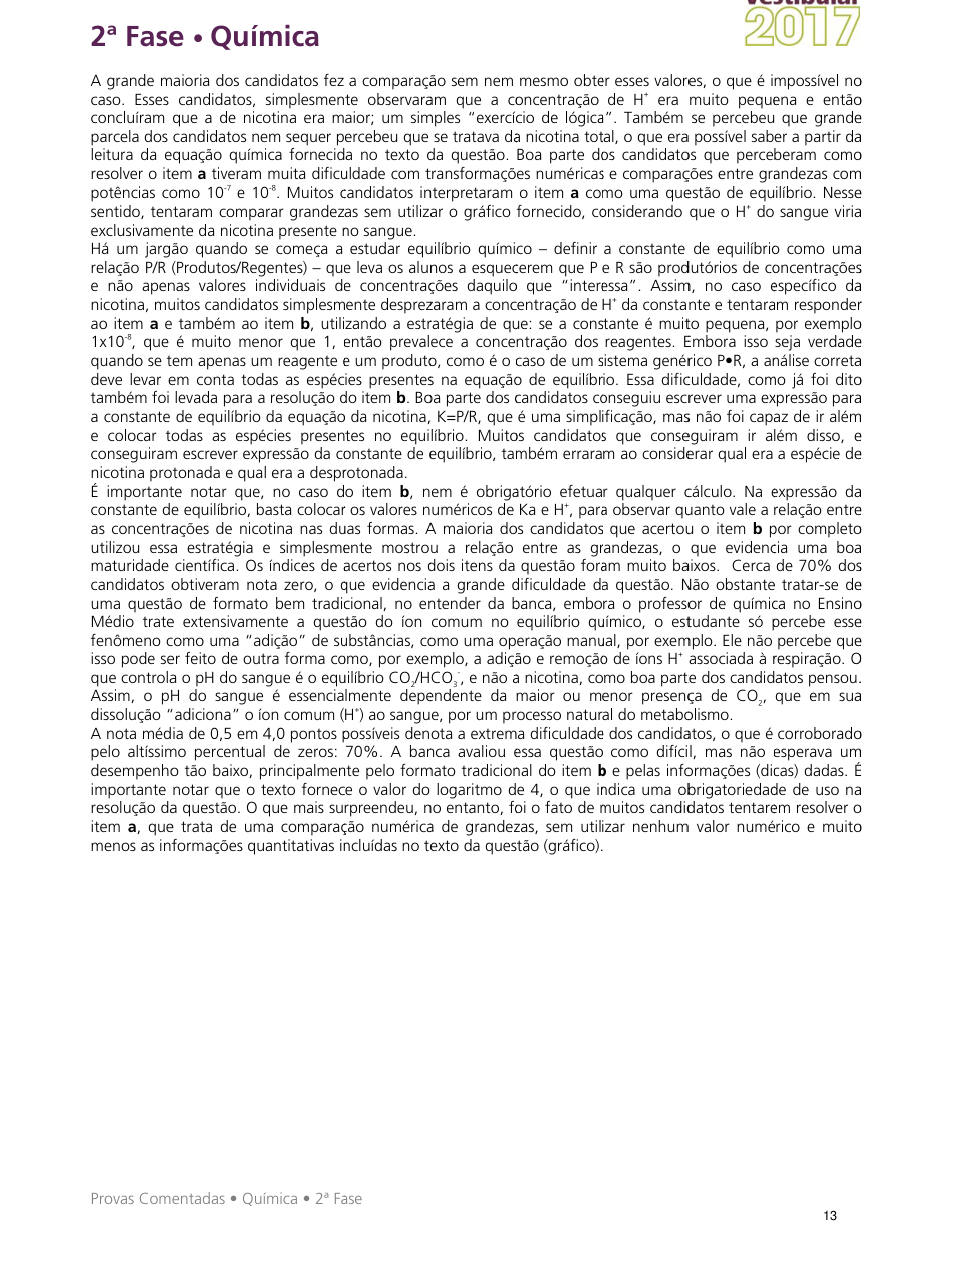 vestibular
2ª Fase • Química
2017
A grande maioria dos candidatos fez a comparação sem nem mesmo obter esses valores, o que é impossível no
caso. Esses candidatos, simplesmente observaram que a concentração de H⁺ era muito pequena e então
concluíram que a de nicotina era maior; um simples “exercício de lógica”. Também se percebeu que grande
parcela dos candidatos nem sequer percebeu que se tratava da nicotina total, o que era possível saber a partir da
leitura da equação química fornecida no texto da questão. Boa parte dos candidatos que perceberam como
resolver o item a tiveram muita dificuldade com transformações numéricas e comparações entre grandezas com
potências como 10⁻⁷ e 10⁻⁸. Muitos candidatos interpretaram o item a como uma questão de equilíbrio. Nesse
sentido, tentaram comparar grandezas sem utilizar o gráfico fornecido, considerando que o H⁺ do sangue viria
exclusivamente da nicotina presente no sangue.
Há um jargão quando se começa a estudar equilíbrio químico – definir a constante de equilíbrio como uma
relação P/R (Produtos/Regentes) – que leva os alunos a esquecerem que P e R são produtórios de concentrações
e não apenas valores individuais de concentrações daquilo que “interessa”. Assim, no caso específico da
nicotina, muitos candidatos simplesmente desprezaram a concentração de H⁺ da constante e tentaram responder
ao item a e também ao item b, utilizando a estratégia de que: se a constante é muito pequena, por exemplo
1x10⁻⁸, que é muito menor que 1, então prevalece a concentração dos reagentes. Embora isso seja verdade
quando se tem apenas um reagente e um produto, como é o caso de um sistema genérico P•R, a análise correta
deve levar em conta todas as espécies presentes na equação de equilíbrio. Essa dificuldade, como já foi dito
também foi levada para a resolução do item b. Boa parte dos candidatos conseguiu escrever uma expressão para
a constante de equilíbrio da equação da nicotina, K=P/R, que é uma simplificação, mas não foi capaz de ir além
e colocar todas as espécies presentes no equilíbrio. Muitos candidatos que conseguiram ir além disso, e
conseguiram escrever expressão da constante de equilíbrio, também erraram ao considerar qual era a espécie de
nicotina protonada e qual era a desprotonada.
É importante notar que, no caso do item b, nem é obrigatório efetuar qualquer cálculo. Na expressão da
constante de equilíbrio, basta colocar os valores numéricos de Ka e H⁺, para observar quanto vale a relação entre
as concentrações de nicotina nas duas formas. A maioria dos candidatos que acertou o item b por completo
utilizou essa estratégia e simplesmente mostrou a relação entre as grandezas, o que evidencia uma boa
maturidade científica. Os índices de acertos nos dois itens da questão foram muito baixos. Cerca de 70% dos
candidatos obtiveram nota zero, o que evidencia a grande dificuldade da questão. Não obstante tratar-se de
uma questão de formato bem tradicional, no entender da banca, embora o professor de química no Ensino
Médio trate extensivamente a questão do íon comum no equilíbrio químico, o estudante só percebe esse
fenômeno como uma “adição” de substâncias, como uma operação manual, por exemplo. Ele não percebe que
isso pode ser feito de outra forma como, por exemplo, a adição e remoção de íons H⁺ associada à respiração. O
que controla o pH do sangue é o equilíbrio CO₂/HCO₃⁻, e não a nicotina, como boa parte dos candidatos pensou.
Assim, o pH do sangue é essencialmente dependente da maior ou menor presença de CO₂, que em sua
dissolução “adiciona” o íon comum (H⁺) ao sangue, por um processo natural do metabolismo.
A nota média de 0,5 em 4,0 pontos possíveis denota a extrema dificuldade dos candidatos, o que é corroborado
pelo altíssimo percentual de zeros: 70%. A banca avaliou essa questão como difícil, mas não esperava um
desempenho tão baixo, principalmente pelo formato tradicional do item b e pelas informações (dicas) dadas. É
importante notar que o texto fornece o valor do logaritmo de 4, o que indica uma obrigatoriedade de uso na
resolução da questão. O que mais surpreendeu, no entanto, foi o fato de muitos candidatos tentarem resolver o
item a, que trata de uma comparação numérica de grandezas, sem utilizar nenhum valor numérico e muito
menos as informações quantitativas incluídas no texto da questão (gráfico).
Provas Comentadas • Química • 2ª Fase
13